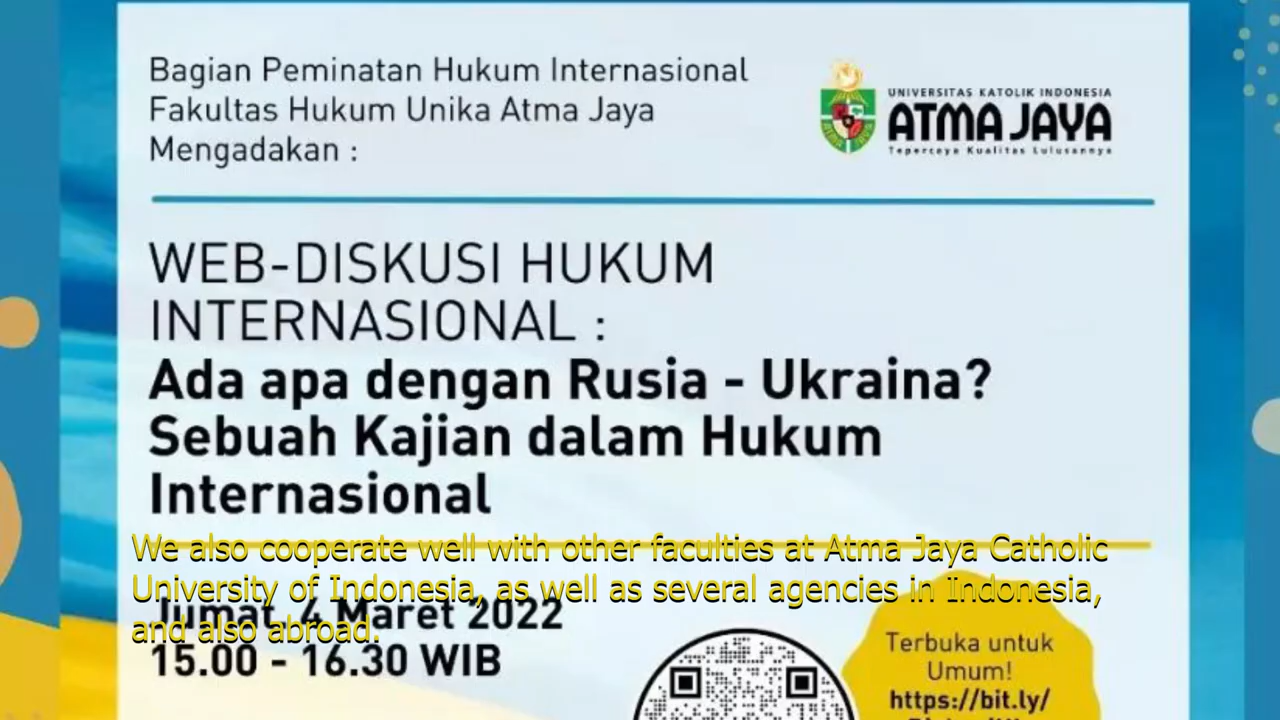 Bagian Peminatan Hukum Internasional
Fakultas Hukum Unika Atma Jaya
Mengadakan :
UNIVERSITAS KATOLIK INDONESIA
ATMA JAYA
Tepercaya Kualitas Lulusannya
WEB-DISKUSI HUKUM
INTERNASIONAL :
Ada apa dengan Rusia - Ukraina?
Sebuah Kajian dalam Hukum
Internasional
We also cooperate well with other faculties at Atma Jaya Catholic
University of Indonesia, as well as several agencies in Indonesia,
and also abroad.
Jumat, 4 Maret 2022
15.00 - 16.30 WIB
Terbuka untuk
Umum!
https://bit.ly/